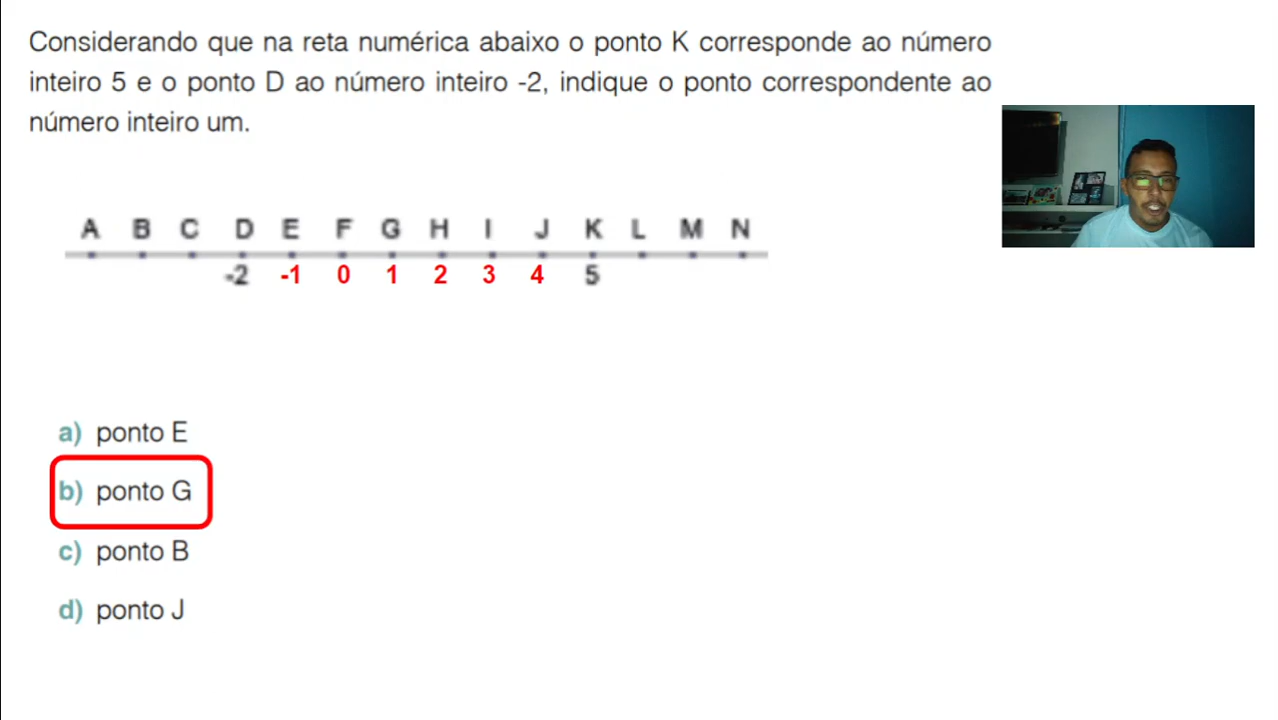 Considerando que na reta numérica abaixo o ponto K corresponde ao número
inteiro 5 e o ponto D ao número inteiro -2, indique o ponto correspondente ao
número inteiro um.
A B C D E F G H I J K L M N
-2 -1 0 1 2 3 4 5
a) ponto E
b) ponto G
c) ponto B
d) ponto J